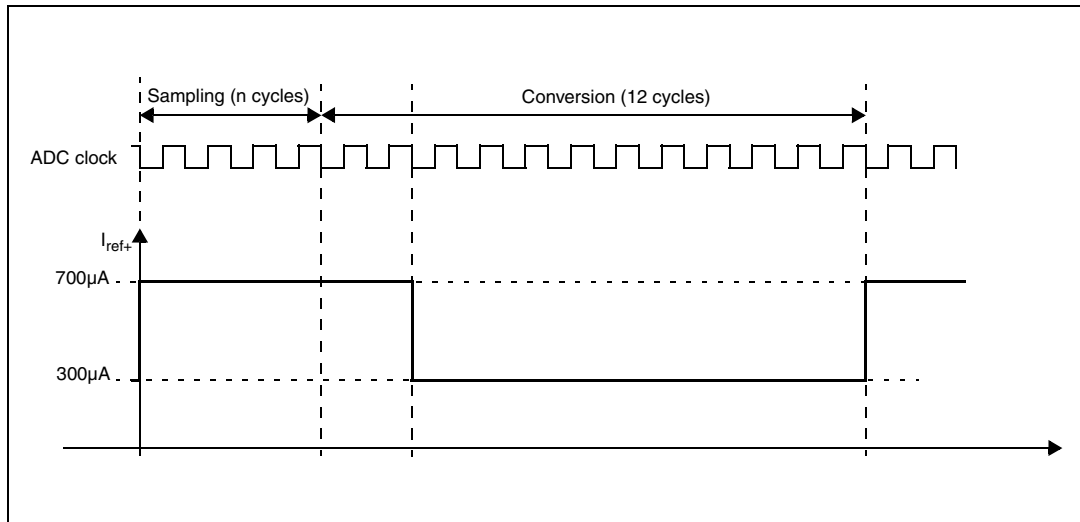 Sampling (n cycles)
Conversion (12 cycles)
ADC clock
Iref+
700µA
300µA